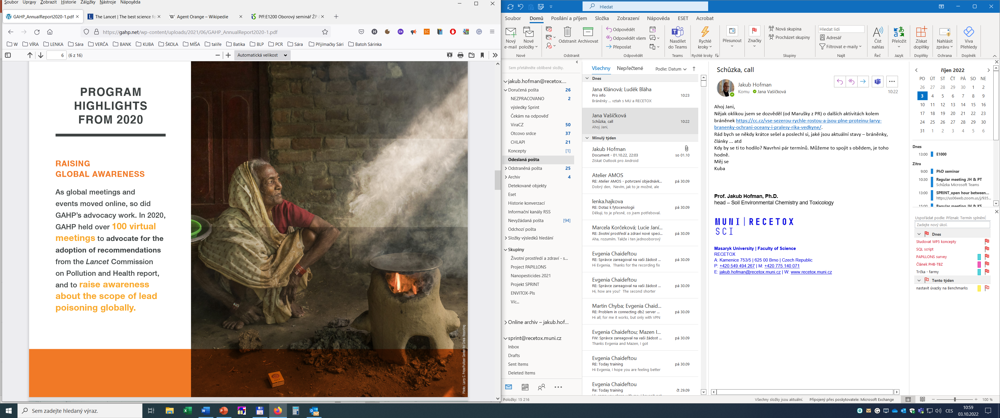 Soubor Úpravy Zobrazit Historie Záložky Nástroje Nápověda
GAHP_AnnualReport2020-1.pdf
The Lancet | The best science fo
Agent Orange – Wikipedie
PřF:E1200 Oborový seminář ŽP
https://gahp.net/wp-content/uploads/2021/06/GAHP_AnnualReport2020-1.pdf
W VÍRA LENKA Sára VERČA BANK KUBA ŠKOLA MÍŠA talíře Batika BLP PCR Sára Přijímačky Sári Batoh Sárinka
6 (6 z 16)
Automatická velikost
PROGRAM
HIGHLIGHTS
FROM 2020
RAISING
GLOBAL AWARENESS
As global meetings and
events moved online, so did
GAHP's advocacy work. In 2020,
GAHP held over 100 virtual
meetings to advocate for the
adoption of recommendations
from the Lancet Commission
on Pollution and Health report,
and to raise awareness
about the scope of lead
poisoning globally.
Photo: Larry C. Price/Pulitzer Center for Crisis Reporting
Hledat
Soubor Domů Posílání a příjem Složka Zobrazení Nápověda ESET Acrobat
Nový
e-mail
Nové
položky
Nové
Odstranit Archivovat
Odstranit
Odpovědět
Odpovědět všem
Přeposlat
Odpovědět
Nasdílet
do Teams
Teams
Rychlé
kroky
Rychlé kroky
Přesunout
Značky
Nová skupina
Procházet skupiny
Skupiny
Hledat lidi
Adresář
Filtrovat e-maily
Najít
Číst
nahlas
Řeč
Přeložit
Jazyk
Získat
doplňky
Doplňky
Nahlásit
zprávu
Ochrana
Viva
Přehledy
Doplněk
Sem přetáhněte oblíbené složky.
jakub.hofman@recetox....
Doručená pošta 26
NEZPRACOVANO 2
výsledky Sprint
Čekám na odpověď
ViraCZ 50
Otcovo srdce 37
CHLAPI 21
Koncepty [1]
Odeslaná pošta
Odstraněná pošta 25
Archiv 4
Detekované objekty
Eset
Historie konverzací
Informační kanály RSS
Nevyžádaná pošta [94]
Odchozí pošta
Složky výsledků hledání
Skupiny
Životní prostředí a zdraví - s...
Project PAPILLONS
Nanopesticides 2021
Projekt SPRINT
ENVITOX-PIs
Víc...
Online archiv – jakub.hof...
sprint@recetox.muni.cz
Inbox
Drafts
Sent Items
Deleted Items
Všechny Nepřečtené Podle: Datum
Dnes
Jana Klánová; Luděk Bláha
Pro info 10:23
Bráněnky ... vztah s MU a RECETOX
Jana Vašíčková
Schůzka, call 10:22
Ahoj Jani,
Minulý týden
Jakub Hofman
Document - 01.10.22, 22:03 so 01.10
Získat Outlook pro Android
Atelier AMOS
RE: Atelier AMOS - potvrzení objednávk... pá 30.09
Dobrý den, Nevím, jak to je možné, ale
lenka.hajkova
RE: Dotaz k fytocenologii pá 30.09
Děkuji, to je přesně, co jsem potřeboval.
Marcela Korčeková; Lucie Janí...
RE: životní prostředí a zdraví nové speci... pá 30.09
Aha, rozumím. Takže i ten jednooborový
Evgenia Chaideftou
RE: Správce zareagoval na vaši žádost ... pá 30.09
Hi Evgenia, Thanks for the recording fix
Evgenia Chaideftou
RE: Správce zareagoval na vaši žádost ... pá 30.09
Hi, how are you? The second shorter
Martin Chyba; Evgenia Chaid...
RE: Problem in connecting db2 server ... pá 30.09
Hi all, for me it works, but only with VPN
Evgenia Chaideftou; Mazen I...
FW: Správce zareagoval na vaši žádost ... pá 30.09
Thanks Evgenia and Mazen, I got
Evgenia Chaideftou
RE: Today training pá 30.09
Hi Evgenia, I hope you are feeling better
Evgenia Chaideftou
Re: Today training čt 29.09
Schůzka, call
Jakub Hofman
Komu Jana Vašíčková
10:22
Ahoj Jani,
Nějak oklikou jsem se dozvěděl (od Marušky z PR) o dalších aktivitách kolem
bráněnek https://cc.cz/vse-sezerou-rychle-rostou-a-jsou-plne-proteinu-larvy-
branenky-ochrani-oceany-i-pralesy-rika-vedkyne/.
Rád bych se někdy krátce sešel a poslechl si, jaké jsou aktuální stavy – bráněnky,
články ... atd
Kdy by se ti to hodilo? Navrhni pár termínů. Můžeme to spojit s obědem, je toho
hodně.
Měj se
Kuba
Prof. Jakub Hofman, Ph.D.
head – Soil Environmental Chemistry and Toxicology
MUNI | RECETOX
SCI
Masaryk University | Faculty of Science
RECETOX
A: Kamenice 753/5 | 625 00 Brno | Czech Republic
P: +420 549 494 267 | M: +420 775 140 071
E: jakub.hofman@recetox.muni.cz | W: www.recetox.muni.cz
říjen 2022
PO ÚT ST ČT PÁ SO NE
26 27 28 29 30 1 2
3 4 5 6 7 8 9
10 11 12 13 14 15 16
17 18 19 20 21 22 23
24 25 26 27 28 29 30
31 1 2 3 4 5 6
Dnes
13:00 E1000
Zítra
9:00 PhD seminar
10:30 Regular meeting JH & PT
Schůzka Microsoft Teams
13:00 SPRINT_open hour between...
https://us06web.zoom.us/j/935...
15:00 Regular meeting JH & KS
Uspořádat podle: Příznak: Termín splnění
Zadejte nový úkol.
Dnes
Studovat WP5 koncepty
SQL script
PAPILLONS survey
Článek PHB-TBZ
Trčka - farmy
Tento týden
nastavit úvazky na Benchmarks
Položky: 15 216
Všechny složky jsou aktuální. Připojený přes poskytovatele: Microsoft Exchange 100 %
Sem zadejte hledaný výraz.
CES
10:59
03.10.2022